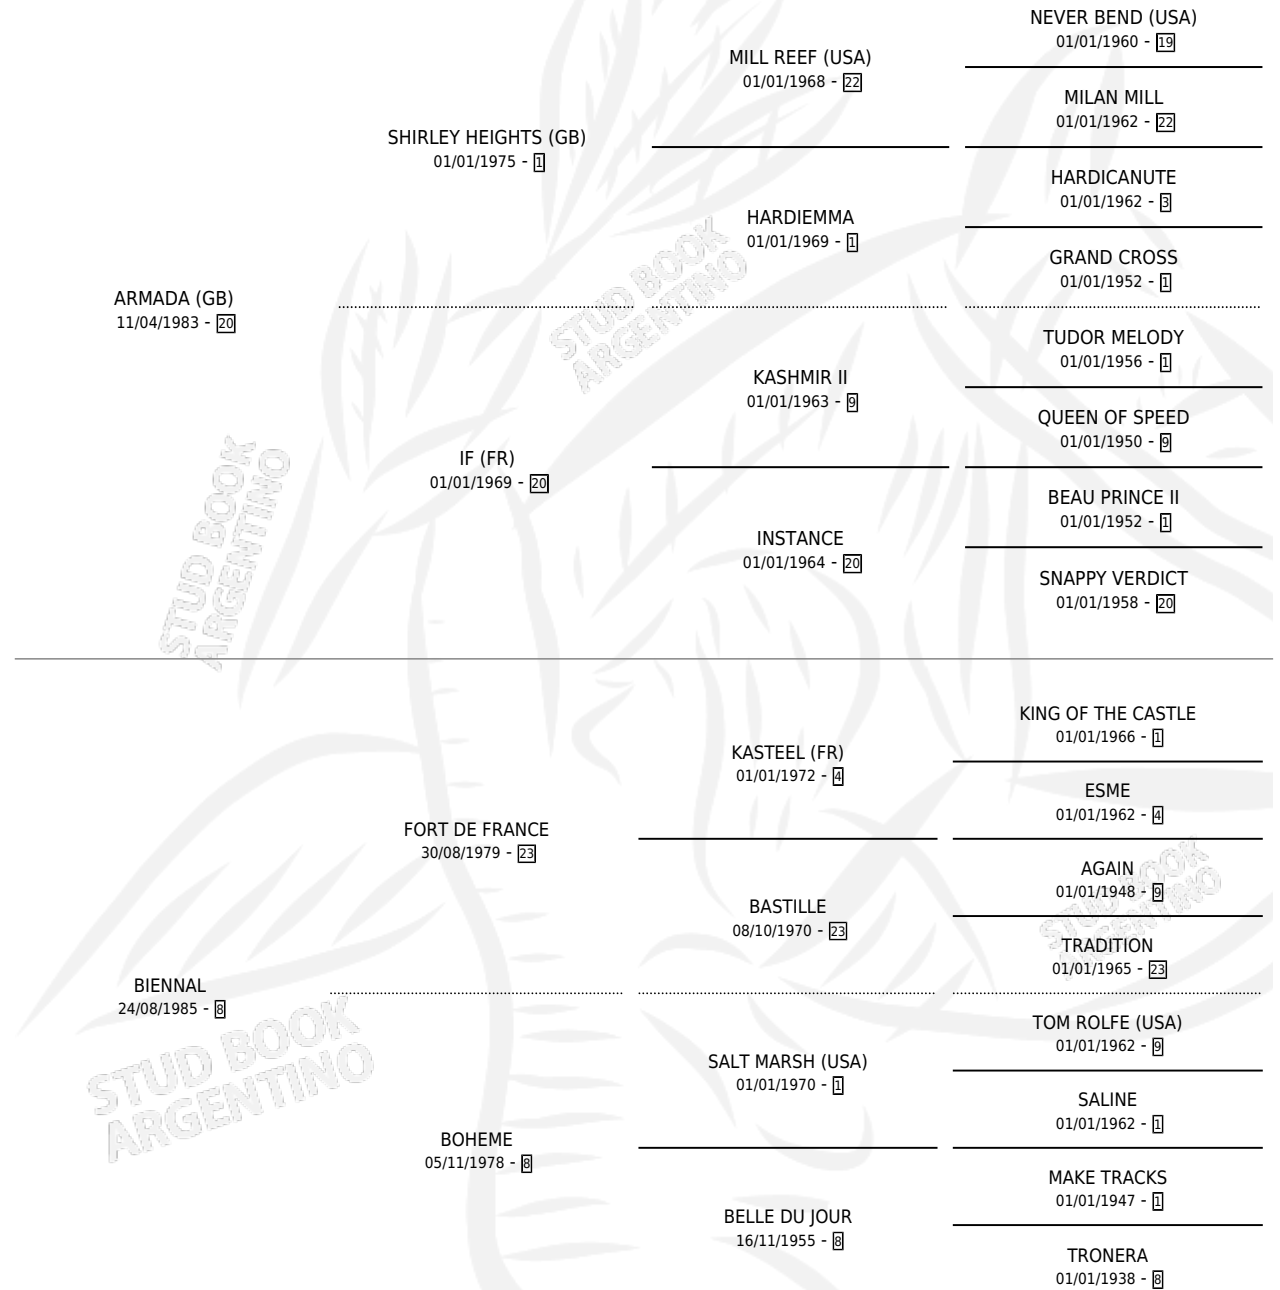 NEVER BEND (USA)
01/01/1960 - 19
MILL REEF (USA)
01/01/1968 - 22
MILAN MILL
01/01/1962 - 22
SHIRLEY HEIGHTS (GB)
01/01/1975 - 1
HARDICANUTE
01/01/1962 - 3
HARDIEMMA
01/01/1969 - 1
GRAND CROSS
01/01/1952 - 1
ARMADA (GB)
11/04/1983 - 20
TUDOR MELODY
01/01/1956 - 1
KASHMIR II
01/01/1963 - 9
QUEEN OF SPEED
01/01/1950 - 9
IF (FR)
01/01/1969 - 20
BEAU PRINCE II
01/01/1952 - 1
INSTANCE
01/01/1964 - 20
SNAPPY VERDICT
01/01/1958 - 20
KING OF THE CASTLE
01/01/1966 - 1
KASTEEL (FR)
01/01/1972 - 4
ESME
01/01/1962 - 4
FORT DE FRANCE
30/08/1979 - 23
AGAIN
01/01/1948 - 9
BASTILLE
08/10/1970 - 23
TRADITION
01/01/1965 - 23
BIENNAL
24/08/1985 - 8
TOM ROLFE (USA)
01/01/1962 - 9
SALT MARSH (USA)
01/01/1970 - 1
SALINE
01/01/1962 - 1
BOHEME
05/11/1978 - 8
MAKE TRACKS
01/01/1947 - 1
BELLE DU JOUR
16/11/1955 - 8
TRONERA
01/01/1938 - 8
STUD BOOK
ARGENTINO
STUD BOOK
ARGENTINO
STUD BOOK
ARGENTINO
STUD BOOK
ARGENTINO